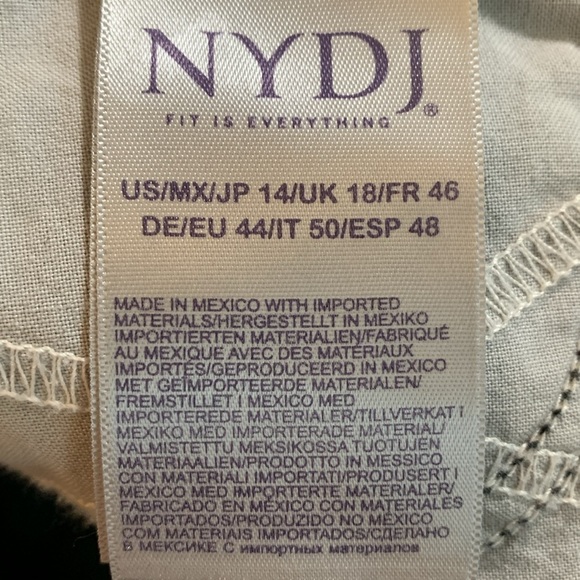 NYDJ®
FIT IS EVERYTHING
US/MX/JP 14/UK 18/FR 46
DE/EU 44/IT 50/ESP 48
MADE IN MEXICO WITH IMPORTED
MATERIALS/HERGESTELLT IN MEXIKO
IMPORTIERTEN MATERIALIEN/FABRIQUÉ
AU MEXIQUE AVEC DES MATÉRIAUX
IMPORTÉS/GEPRODUCEERD IN MEXICO
MET GEÏMPORTEERDE MATERIALEN/
FREMSTILLET I MEXICO MED
IMPORTEREDE MATERIALER/TILLVERKAT I
MEXIKO MED IMPORTERADE MATERIAL/
VALMISTETTU MEKSIKOSSA TUOTUJEN
MATERIAALIEN/PRODOTTO IN MESSICO
CON MATERIALI IMPORTATI/PRODUSERT I
MEXICO MED IMPORTERTE MATERIALER/
FABRICADO EN MÉXICO CON MATERIALES
IMPORTADOS/PRODUZIDO NO MÉXICO
COM MATERIAIS IMPORTADOS/СДЕЛАНО
В МЕКСИКЕ С импортных материалов